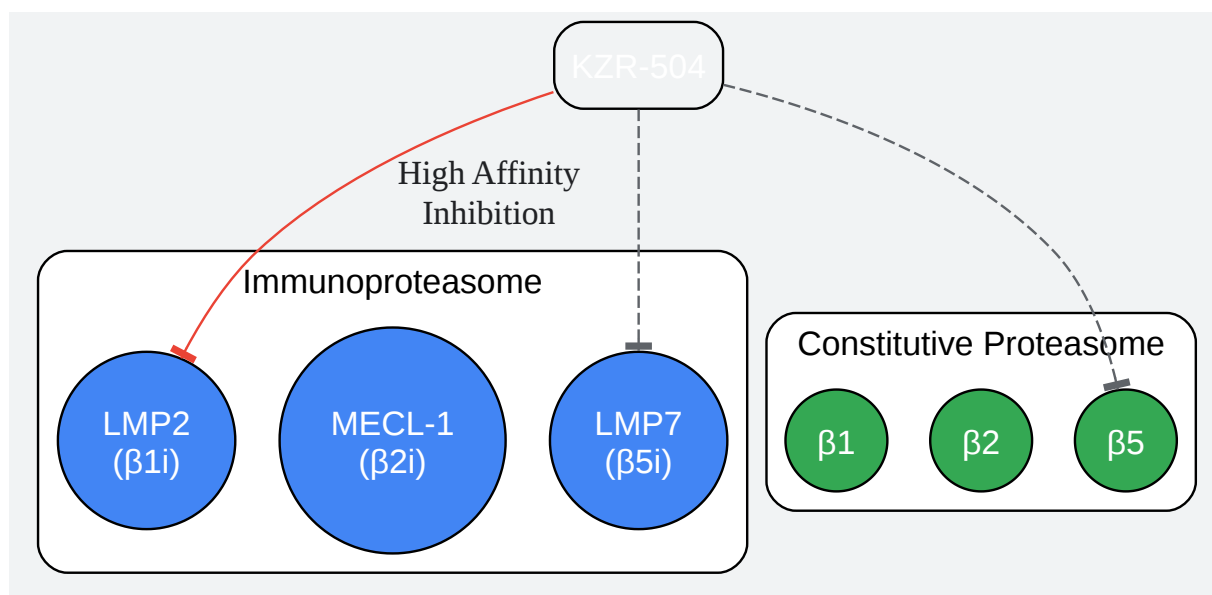 KZR-504
High Affinity
Inhibition
Immunoproteasome
LMP2
(β1i)
MECL-1
(β2i)
LMP7
(β5i)
Constitutive Proteasome
β1
β2
β5